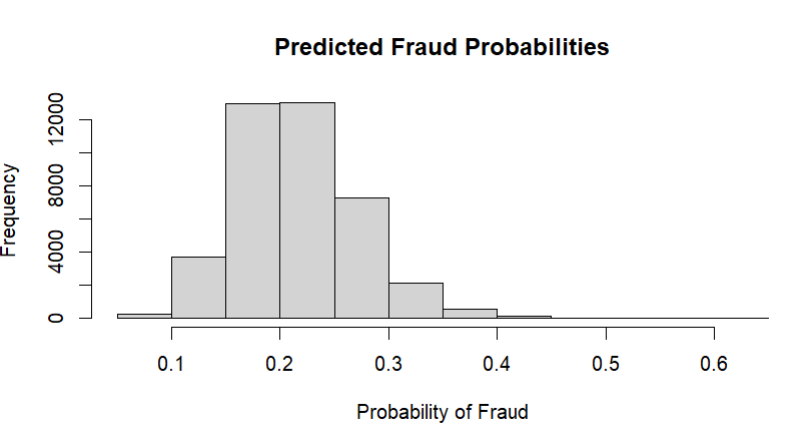 Predicted Fraud Probabilities
12000
8000
4000
0
Frequency
0.1 0.2 0.3 0.4 0.5 0.6
Probability of Fraud